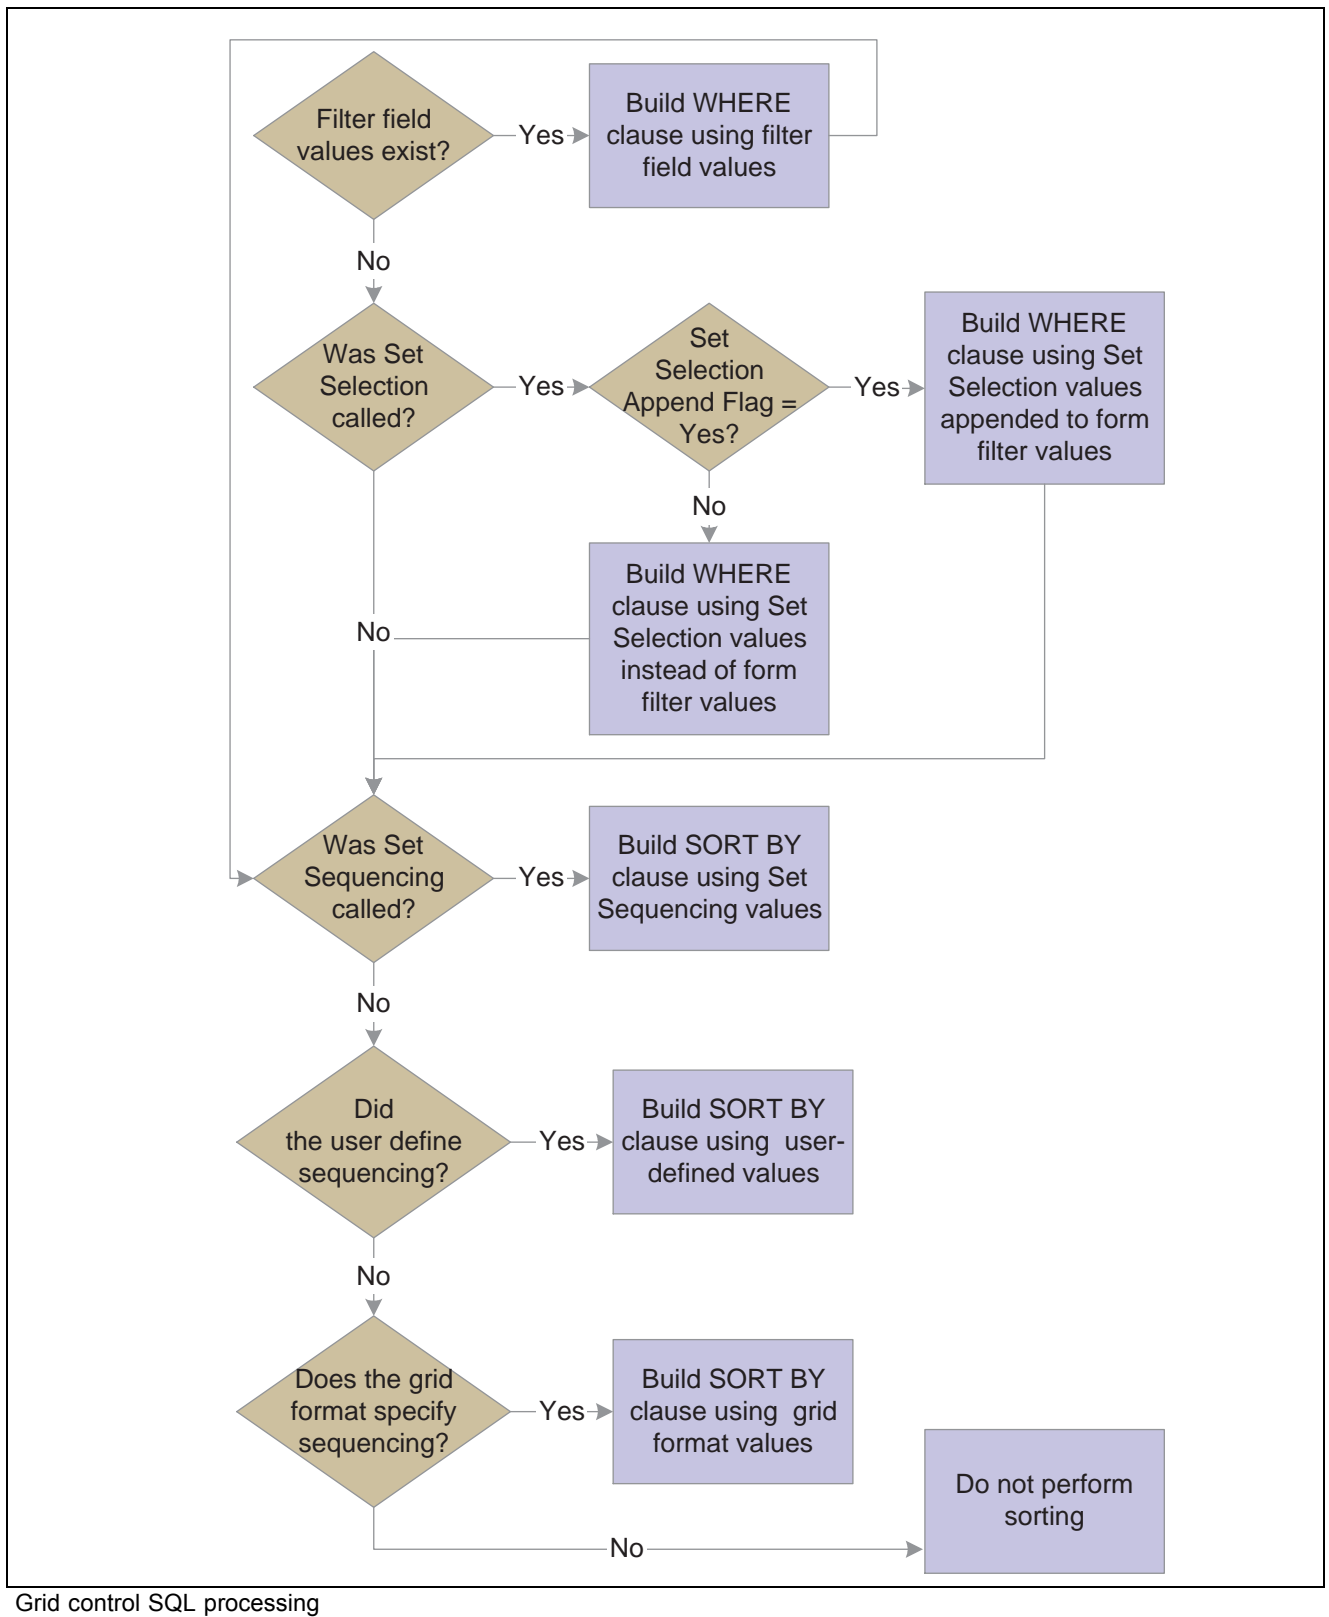 Filter field
values exist?
Yes
Build WHERE
clause using filter
field values
No
Was Set
Selection
called?
Yes
Set
Selection
Append Flag =
Yes?
Yes
Build WHERE
clause using Set
Selection values
appended to form
filter values
No
Build WHERE
clause using Set
Selection values
instead of form
filter values
No
Was Set
Sequencing
called?
Yes
Build SORT BY
clause using Set
Sequencing values
No
Did
the user define
sequencing?
Yes
Build SORT BY
clause using user-
defined values
No
Does the grid
format specify
sequencing?
Yes
Build SORT BY
clause using grid
format values
No
Do not perform
sorting
Grid control SQL processing